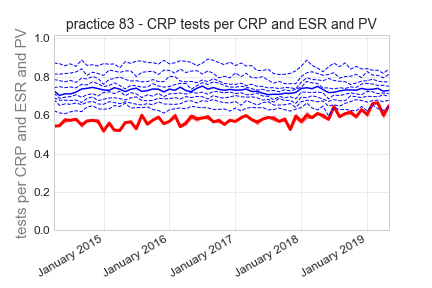 practice 83 - CRP tests per CRP and ESR and PV
tests per CRP and ESR and PV
1.0
0.8
0.6
0.4
0.2
0.0
January 2015
January 2016
January 2017
January 2018
January 2019